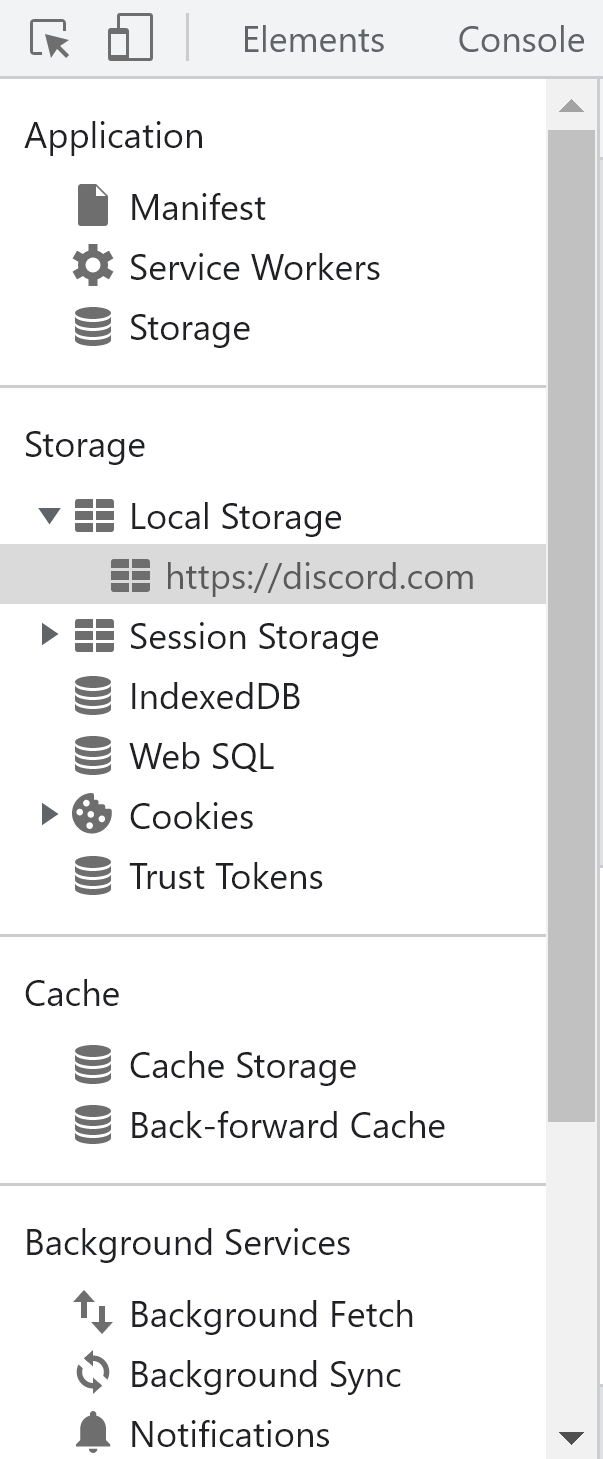 Elements Console
Application
Manifest
Service Workers
Storage
Storage
Local Storage
https://discord.com
Session Storage
IndexedDB
Web SQL
Cookies
Trust Tokens
Cache
Cache Storage
Back-forward Cache
Background Services
Background Fetch
Background Sync
Notifications